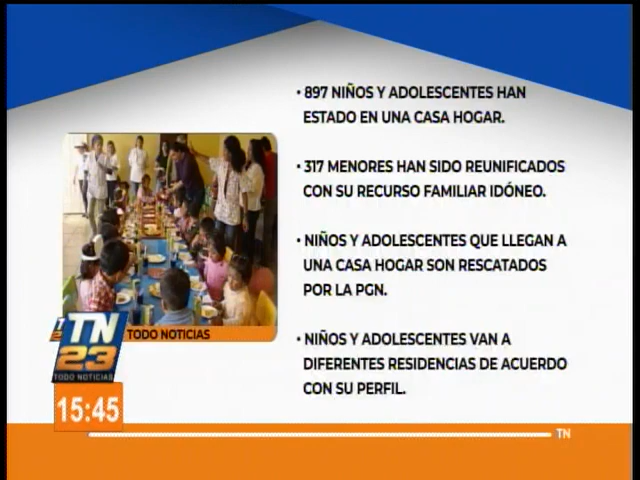 • 897 NIÑOS Y ADOLESCENTES HAN
ESTADO EN UNA CASA HOGAR.
• 317 MENORES HAN SIDO REUNIFICADOS
CON SU RECURSO FAMILIAR IDÓNEO.
• NIÑOS Y ADOLESCENTES QUE LLEGAN A
UNA CASA HOGAR SON RESCATADOS
POR LA PGN.
• NIÑOS Y ADOLESCENTES VAN A
DIFERENTES RESIDENCIAS DE ACUERDO
CON SU PERFIL.
TODO NOTICIAS
TN
23
TODO NOTICIAS
15:45
TN